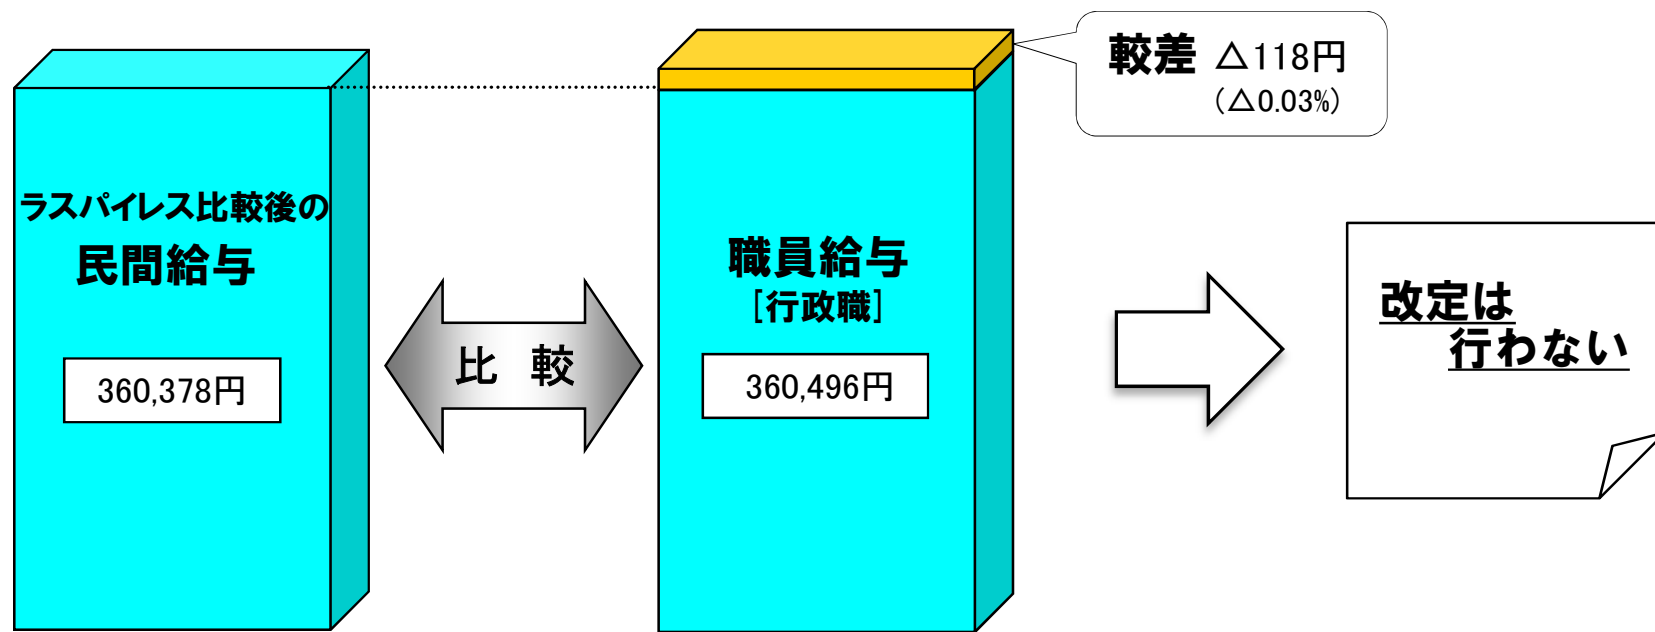 ラスパイレス比較後の
民間給与
360,378円
比 較
職員給与
[行政職]
360,496円
較差 △118円
(△0.03%)
改定は
行わない